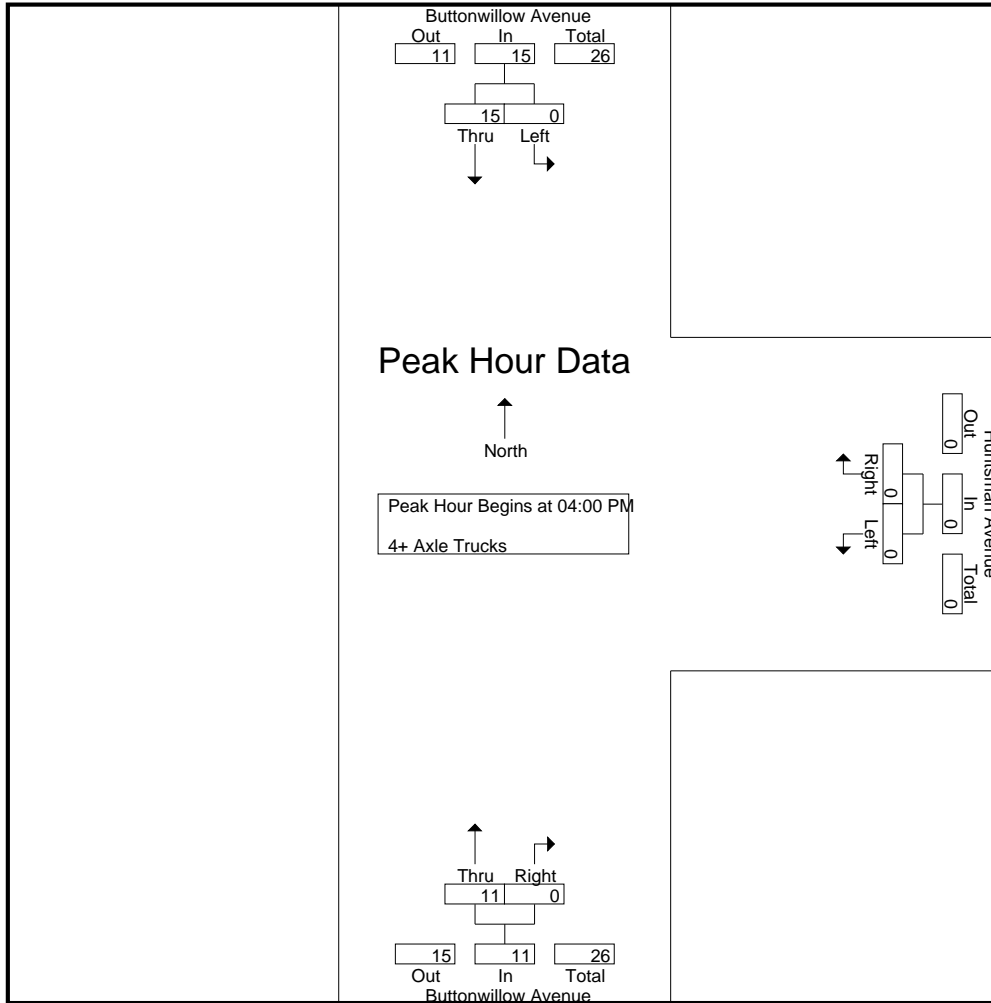 Buttonwillow Avenue
Out In Total
11 15 26
15 0
Thru Left
Peak Hour Data
North
Peak Hour Begins at 04:00 PM
4+ Axle Trucks
Huntsman Avenue
Out In Total
0 0 0
Right Left
0 0
Thru Right
11 0
15 11 26
Out In Total
Buttonwillow Avenue